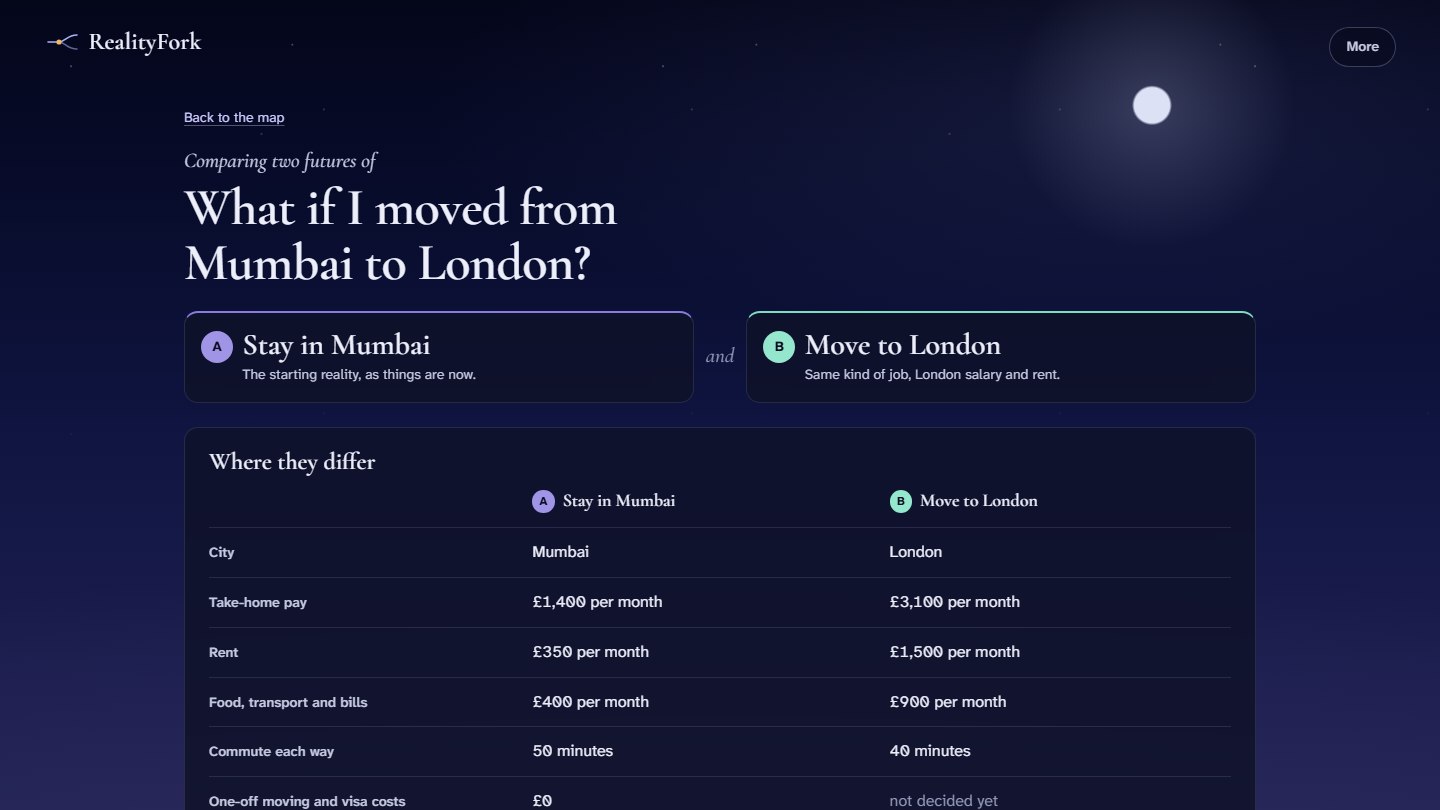 RealityFork
More
Back to the map
Comparing two futures of
What if I moved from
Mumbai to London?
A Stay in Mumbai
The starting reality, as things are now.
and
B Move to London
Same kind of job, London salary and rent.
Where they differ
A Stay in Mumbai B Move to London
City Mumbai London
Take-home pay £1,400 per month £3,100 per month
Rent £350 per month £1,500 per month
Food, transport and bills £400 per month £900 per month
Commute each way 50 minutes 40 minutes
One-off moving and visa costs £0 not decided yet